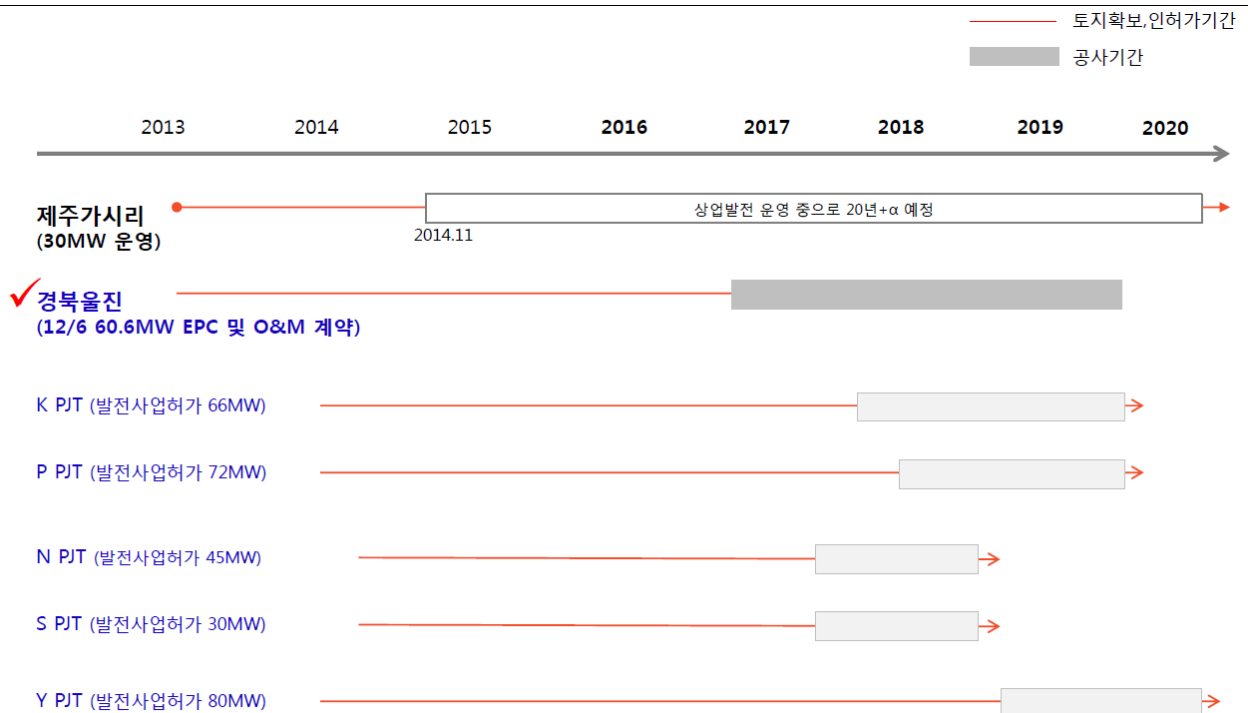 토지확보,인허가기간
공사기간
2013 2014 2015 2016 2017 2018 2019 2020
제주가시리
(30MW 운영)
상업발전 운영 중으로 20년+α 예정
2014.11
경북울진
(12/6 60.6MW EPC 및 O&M 계약)
K PJT (발전사업허가 66MW)
P PJT (발전사업허가 72MW)
N PJT (발전사업허가 45MW)
S PJT (발전사업허가 30MW)
Y PJT (발전사업허가 80MW)